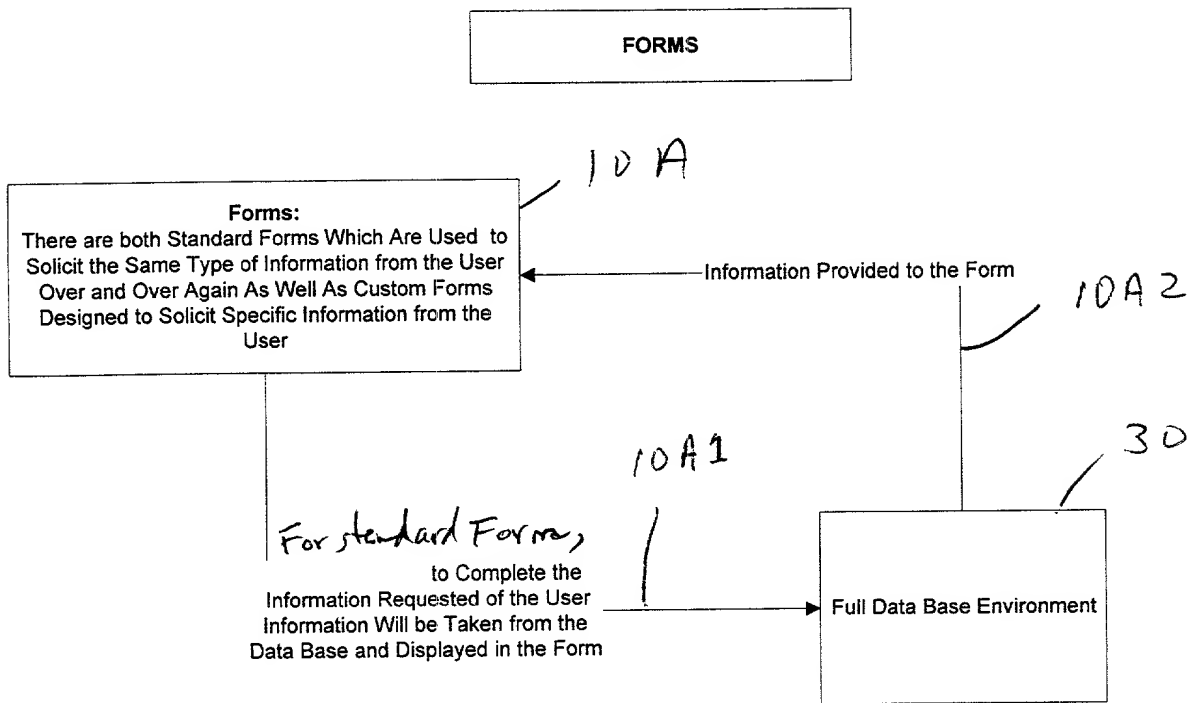 FORMS
10A
Forms:
There are both Standard Forms Which Are Used to
Solicit the Same Type of Information from the User
Over and Over Again As Well As Custom Forms
Designed to Solicit Specific Information from the
User
Information Provided to the Form
10A2
10A1
30
For standard Forms,
to Complete the
Information Requested of the User
Information Will be Taken from the
Data Base and Displayed in the Form
Full Data Base Environment